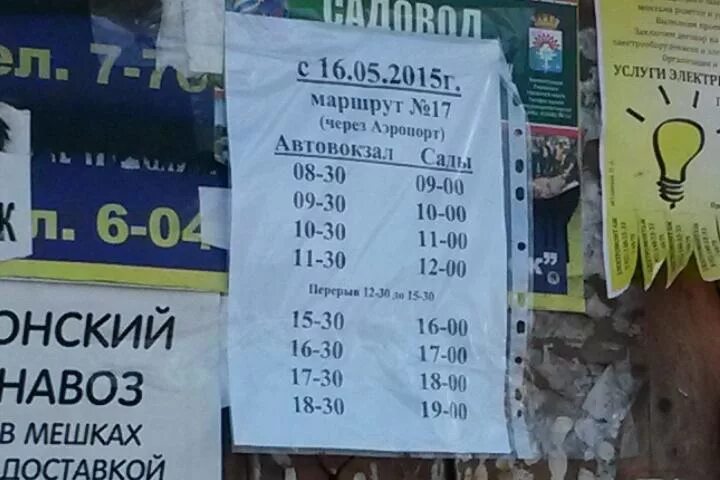 САДОВОД
ел. 7-7
л. 6-04
К
с 16.05.2015г.
маршрут №17
(через Аэропорт)
Автовокзал Сады
08-30 09-00
09-30 10-00
10-30 11-00
11-30 12-00
Перерыв 12-30 до 15-30
15-30 16-00
16-30 17-00
17-30 18-00
18-30 19-00
ОНСКИЙ
НАВОЗ
В МЕШКАХ
ДОСТАВКОЙ
УСЛУГИ ЭЛЕКТР